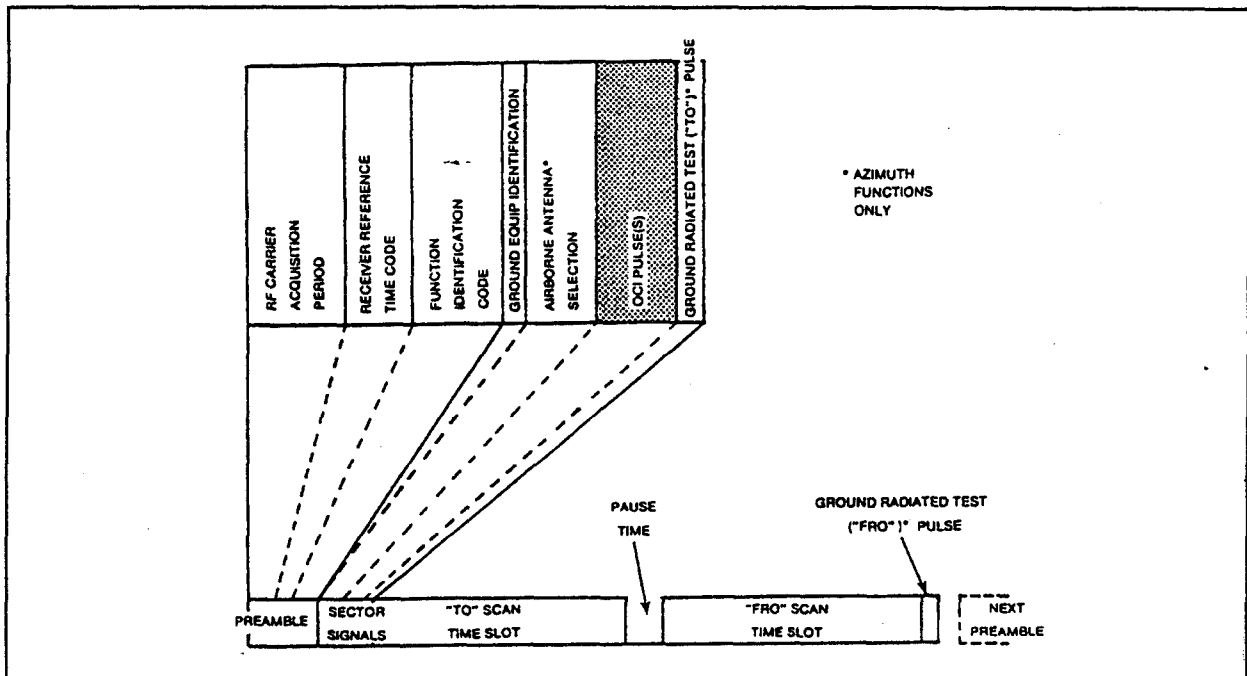 RF CARRIER
ACQUISITION
PERIOD
RECEIVER REFERENCE
TIME CODE
FUNCTION
IDENTIFICATION
CODE
GROUND EQUIP IDENTIFICATION
AIRBORNE ANTENNA*
SELECTION
OCI PULSE(S)
GROUND RADIATED TEST ("TO")* PULSE
* AZIMUTH
FUNCTIONS
ONLY
PAUSE
TIME
GROUND RADIATED TEST
("FRO")* PULSE
PREAMBLE
SECTOR
SIGNALS
"TO" SCAN
TIME SLOT
"FRO" SCAN
TIME SLOT
NEXT
PREAMBLE